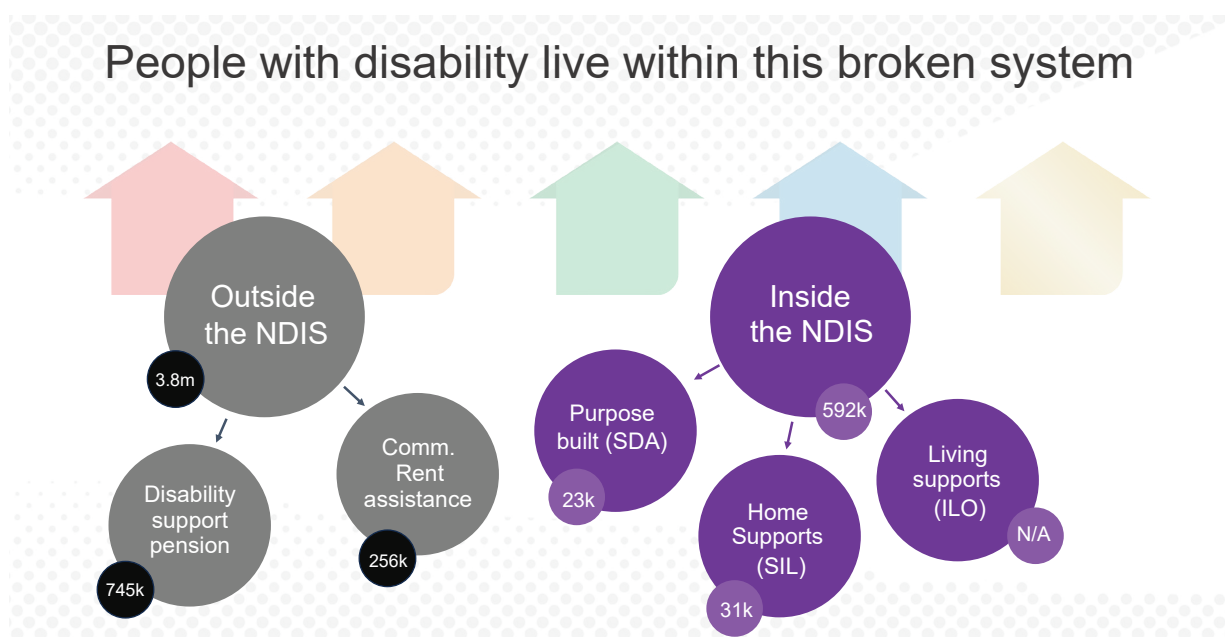 People with disability live within this broken system
Outside
the NDIS
3.8m
Disability
support
pension
745k
Comm.
Rent
assistance
256k
Inside
the NDIS
592k
Purpose
built (SDA)
23k
Home
Supports
(SIL)
31k
Living
supports
(ILO)
N/A